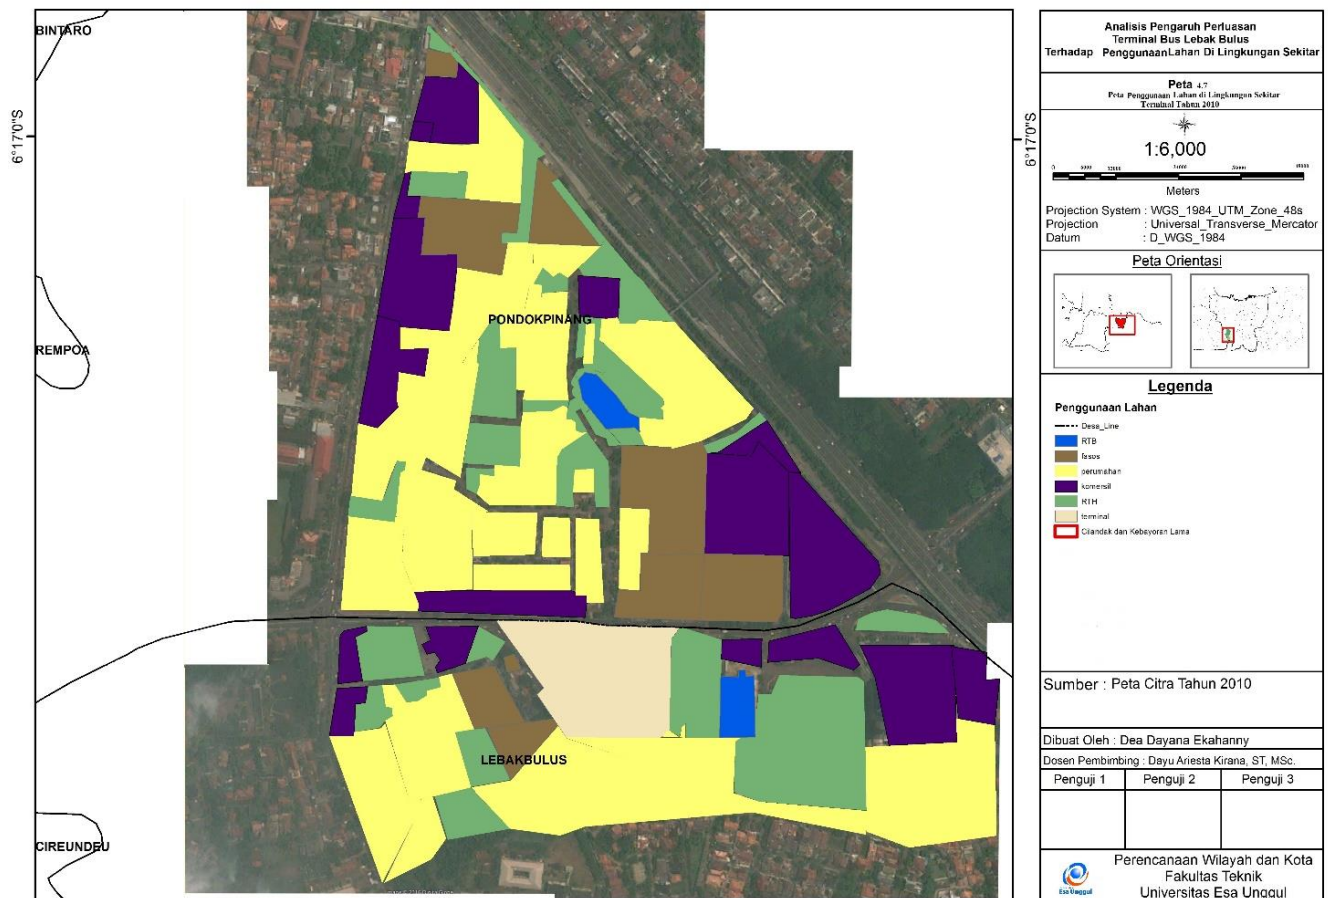 BINTARO
6°17'0"S
REMPOA
PONDOKPINANG
LEBAKBULUS
CIREUNDEU
6°17'0"S
Analisis Pengaruh Perluasan
Terminal Bus Lebak Bulus
Terhadap PenggunaanLahan Di Lingkungan Sekitar
Peta 4.7
Peta Penggunaan Lahan di Lingkungan Sekitar
Terminal Tahun 2010
1:6,000
Meters
Projection System : WGS_1984_UTM_Zone_48s
Projection : Universal_Transverse_Mercator
Datum : D_WGS_1984
Peta Orientasi
Legenda
Penggunaan Lahan
Desa_Line
RTB
fasos
perumahan
komersil
RTH
terminal
Cilandak dan Kebayoran Lama
Sumber : Peta Citra Tahun 2010
Dibuat Oleh : Dea Dayana Ekahanny
Dosen Pembimbing : Dayu Ariesta Kirana, ST, MSc.
Penguji 1 Penguji 2 Penguji 3
Esa Unggul
Perencanaan Wilayah dan Kota
Fakultas Teknik
Universitas Esa Unggul